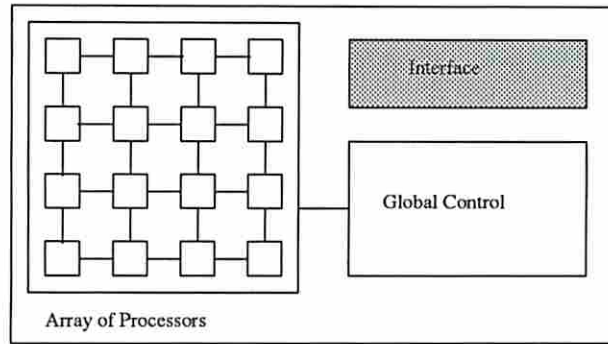 Interface
Global Control
Array of Processors